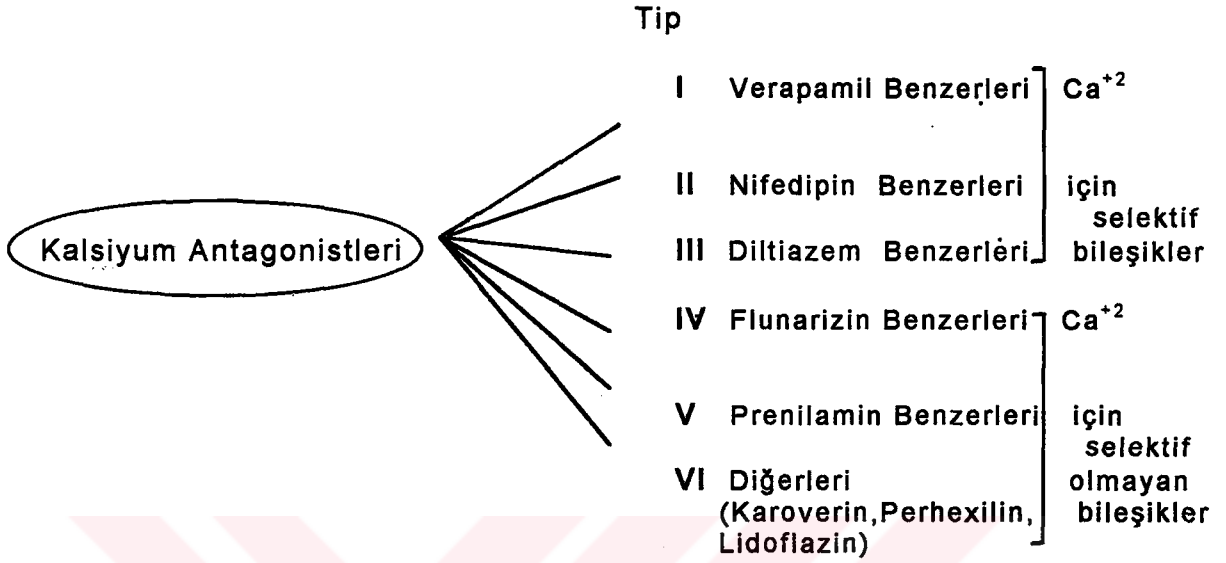 Tip
I Verapamil Benzerleri Ca+2
II Nifedipin Benzerleri için
selektif
Kalsiyum Antagonistleri III Diltiazem Benzerleri bileşikler
IV Flunarizin Benzerleri Ca+2
V Prenilamin Benzerleri için
selektif
VI Diğerleri olmayan
(Karoverin,Perhexilin, bileşikler
Lidoflazin)